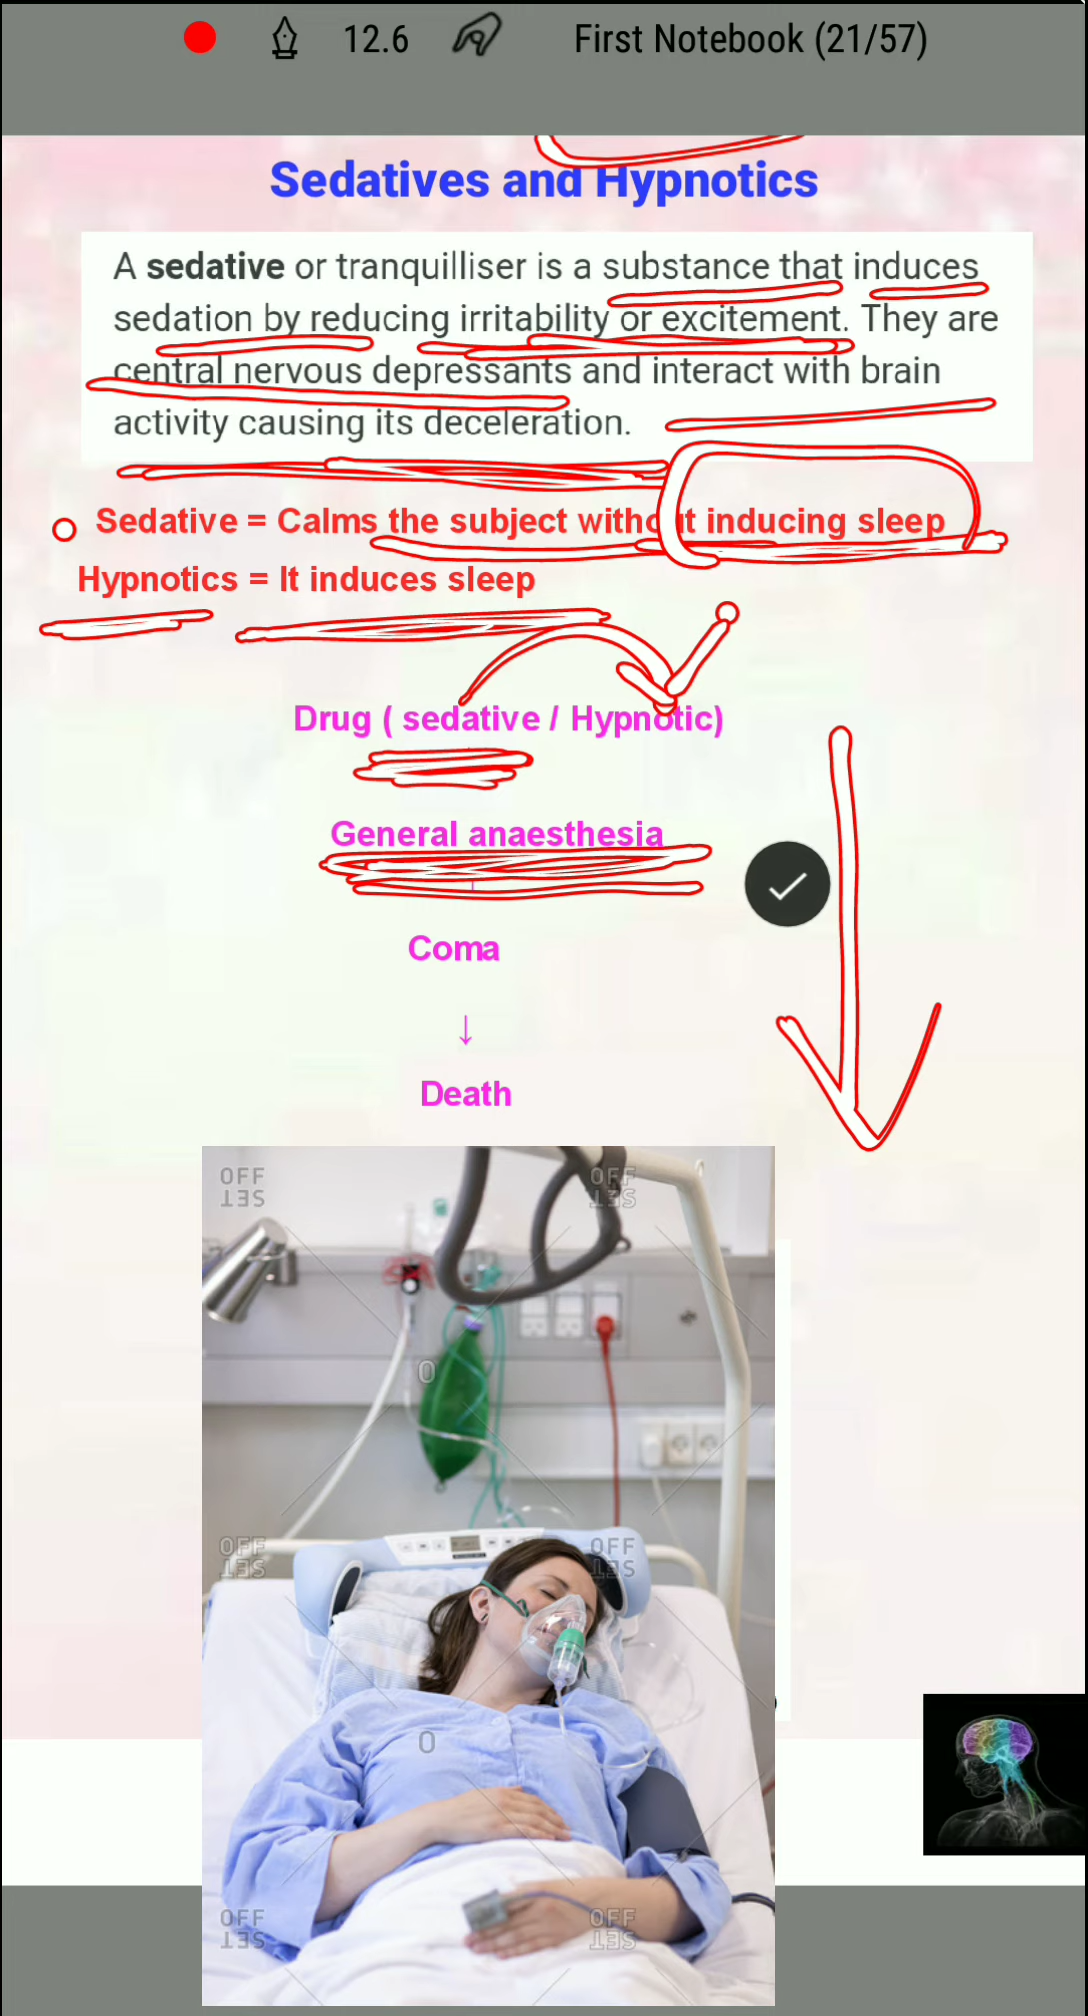 12.6 First Notebook (21/57)
Sedatives and Hypnotics
A sedative or tranquilliser is a substance that induces
sedation by reducing irritability or excitement. They are
central nervous depressants and interact with brain
activity causing its deceleration.
Sedative = Calms the subject without inducing sleep
Hypnotics = It induces sleep
Drug ( sedative / Hypnotic)
General anaesthesia
Coma
↓
Death
OFF
SET
OFF
SET
OFF
SET
OFF
SET
OFF
SET
OFF
SET